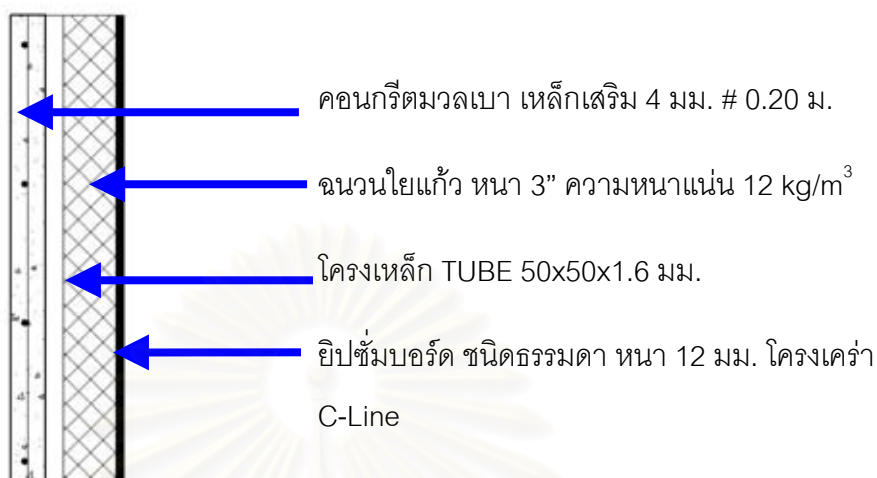 คอนกรีตมวลเบา เหล็กเสริม 4 มม. # 0.20 ม.
ฉนวนใยแก้ว หนา 3” ความหนาแน่น 12 kg/m³
โครงเหล็ก TUBE 50x50x1.6 มม.
ยิปซั่มบอร์ด ชนิดธรรมดา หนา 12 มม. โครงเคร่า
C-Line